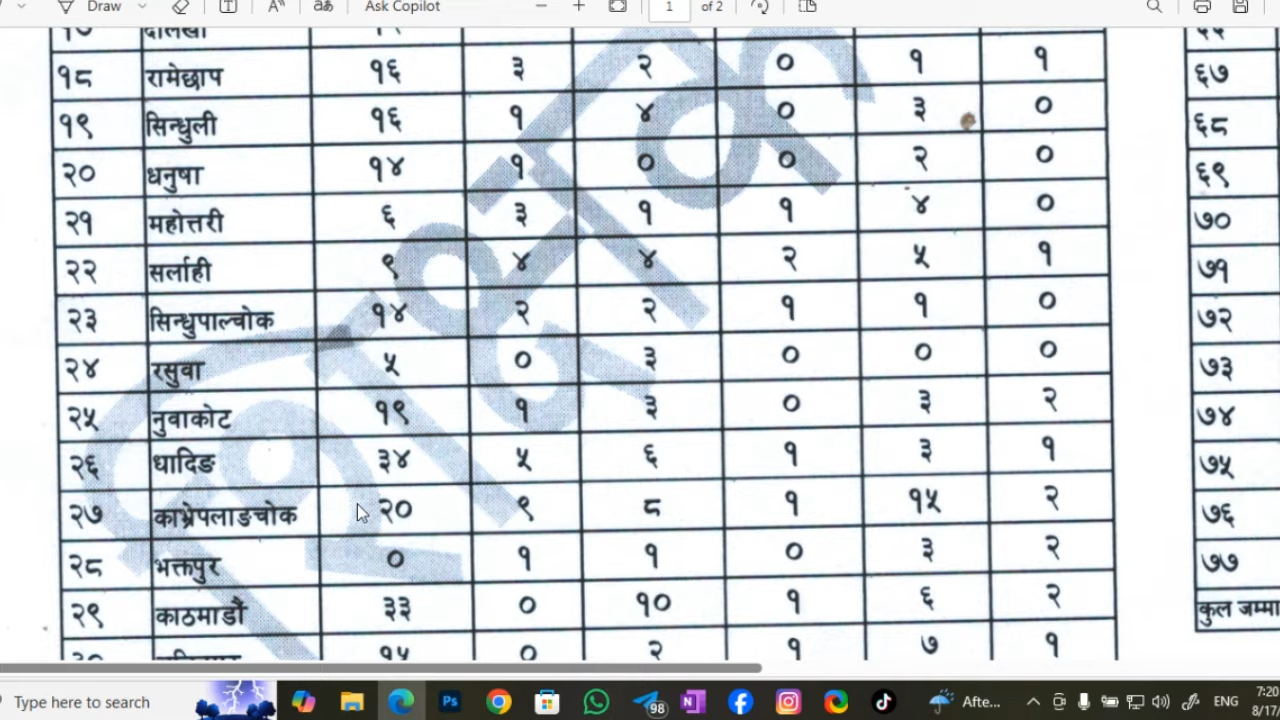 Draw Ask Copilot 1 of 2
१८ रामेछाप १६ ३ २ ० १ १
१९ सिन्धुली १६ १ ४ ० ३ ०
२० धनुषा १४ १ ० ० २ ०
२१ महोत्तरी ६ ३ १ १ ४ ०
२२ सर्लाही ९ ४ ४ २ ५ १
२३ सिन्धुपाल्चोक १४ २ २ १ १ ०
२४ रसुवा ५ ० ३ ० ० ०
२५ नुवाकोट १९ १ ३ ० ३ २
२६ धादिङ ३४ ५ ६ १ ३ १
२७ काभ्रेपलाञ्चोक २० ९ ८ १ १५ २
२८ भक्तपुर ० १ १ ० ३ २
२९ काठमाडौं ३३ ० १० १ ६ २
१५ ० २ १ ७ १
६७
६८
६९
७०
७१
७२
७३
७४
७५
७६
७७
कुल जम्मा
Type here to search 98 Afte... ENG 7:20
8/17/